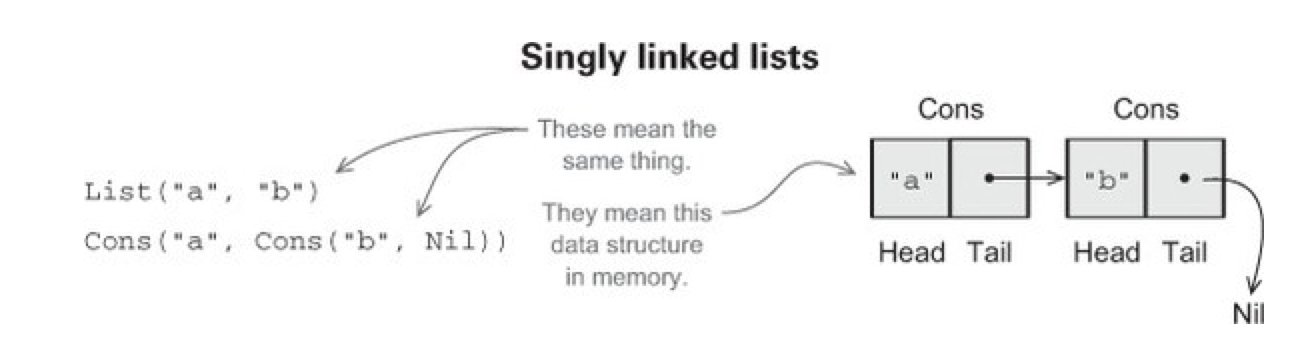 Singly linked lists
These mean the
same thing.
List("a", "b")
Cons("a", Cons("b", Nil))
They mean this
data structure
in memory.
Cons Cons
"a" "b"
Head Tail Head Tail
Nil